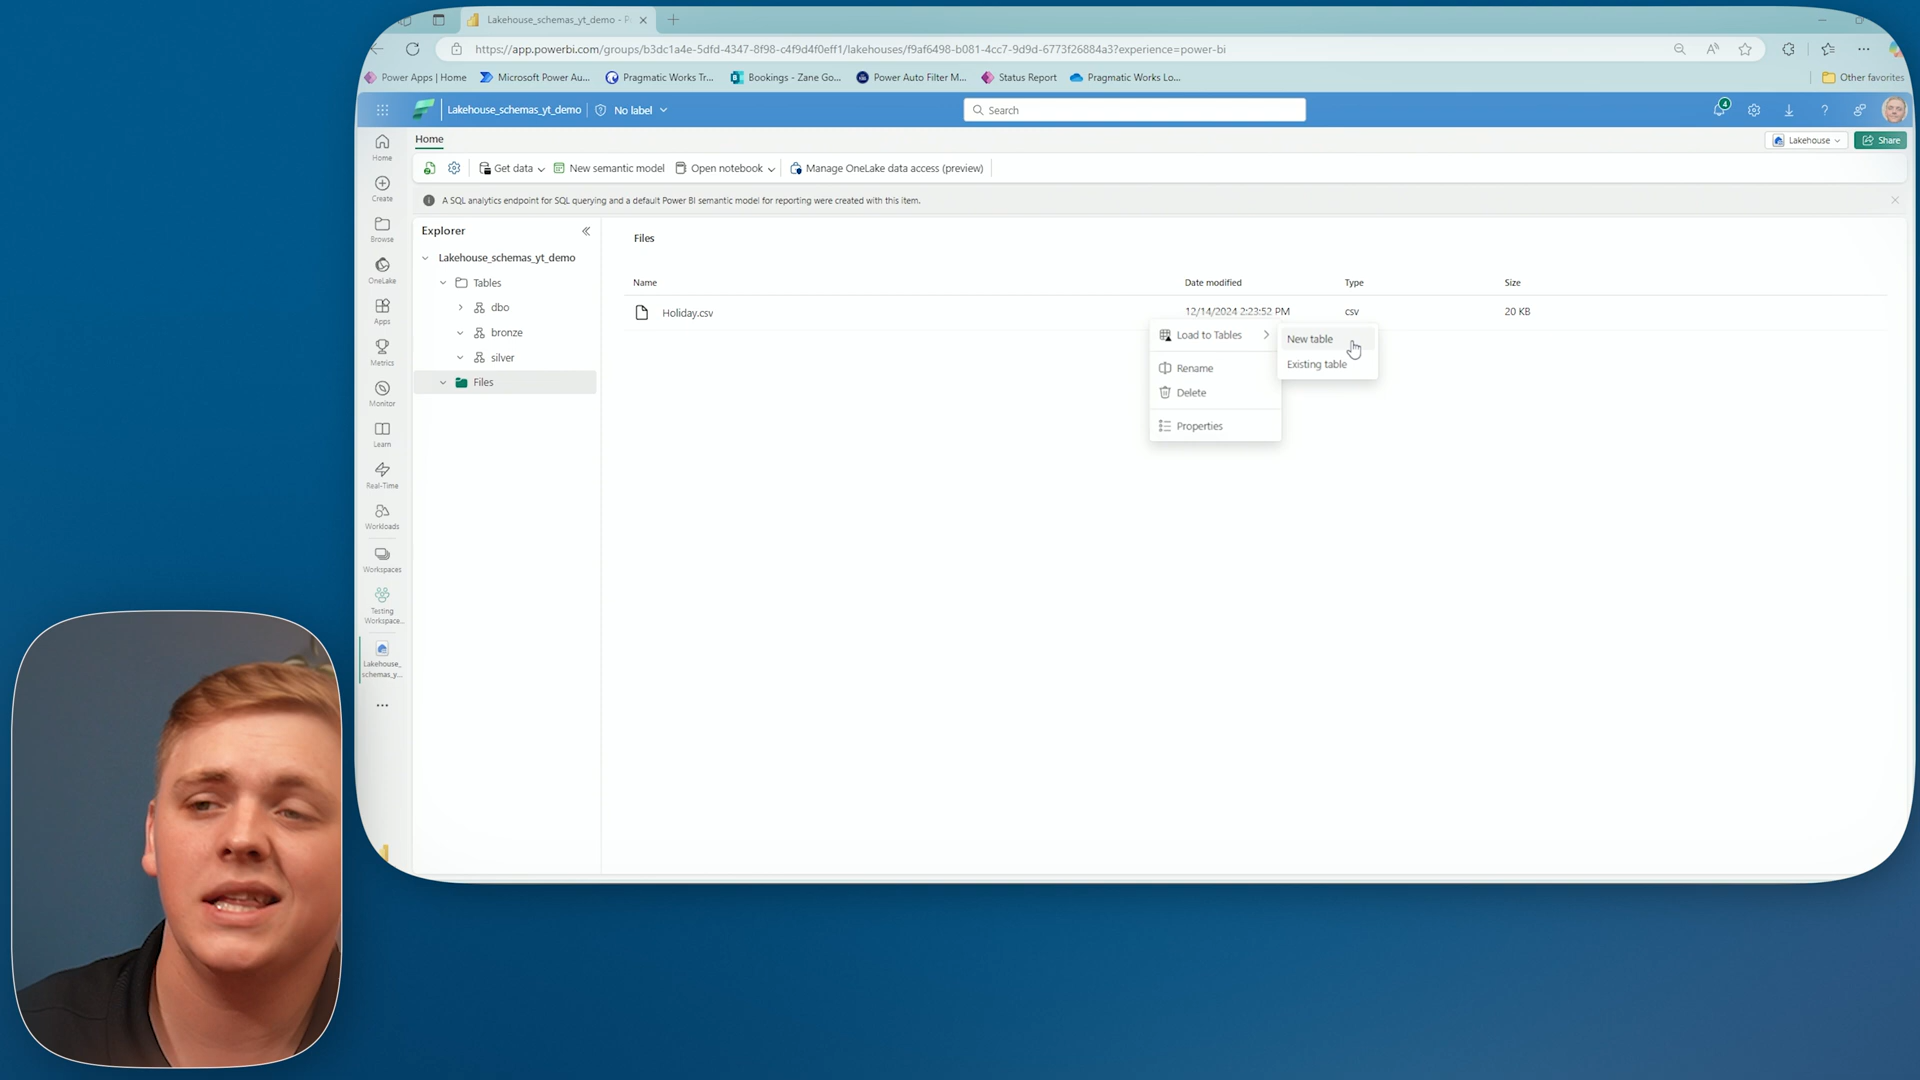 Lakehouse_schemas_yt_demo - P
https://app.powerbi.com/groups/b3dc1a4e-5dfd-4347-8f98-c4f9d4f0eff1/lakehouses/f9af6498-b081-4cc7-9d9d-6773f26884a3?experience=power-bi
Power Apps | Home
Microsoft Power Au...
Pragmatic Works Tr...
Bookings - Zane Go...
Power Auto Filter M...
Status Report
Pragmatic Works Lo...
Other favorites
Lakehouse_schemas_yt_demo
No label
Search
4
Home
Lakehouse
Share
Get data
New semantic model
Open notebook
Manage OneLake data access (preview)
A SQL analytics endpoint for SQL querying and a default Power BI semantic model for reporting were created with this item.
Home
Create
Browse
OneLake
Apps
Metrics
Monitor
Learn
Real-Time
Workloads
Workspaces
Testing
Workspace...
Lakehouse_
schemas_y...
Explorer
Lakehouse_schemas_yt_demo
Tables
dbo
bronze
silver
Files
Files
Name
Date modified
Type
Size
Holiday.csv
12/14/2024 2:23:52 PM
csv
20 KB
Load to Tables
Rename
Delete
Properties
New table
Existing table